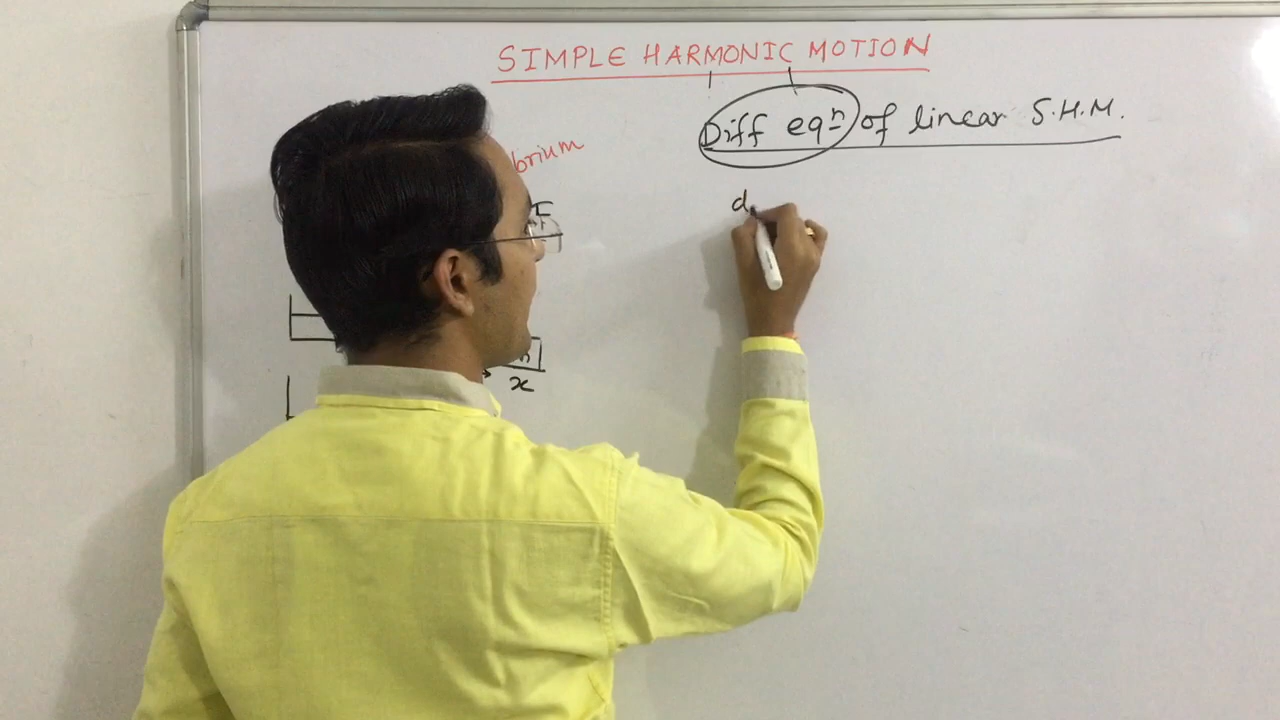 SIMPLE HARMONIC MOTION
Diff eqn of linear S.H.M.
brium
F
d
x